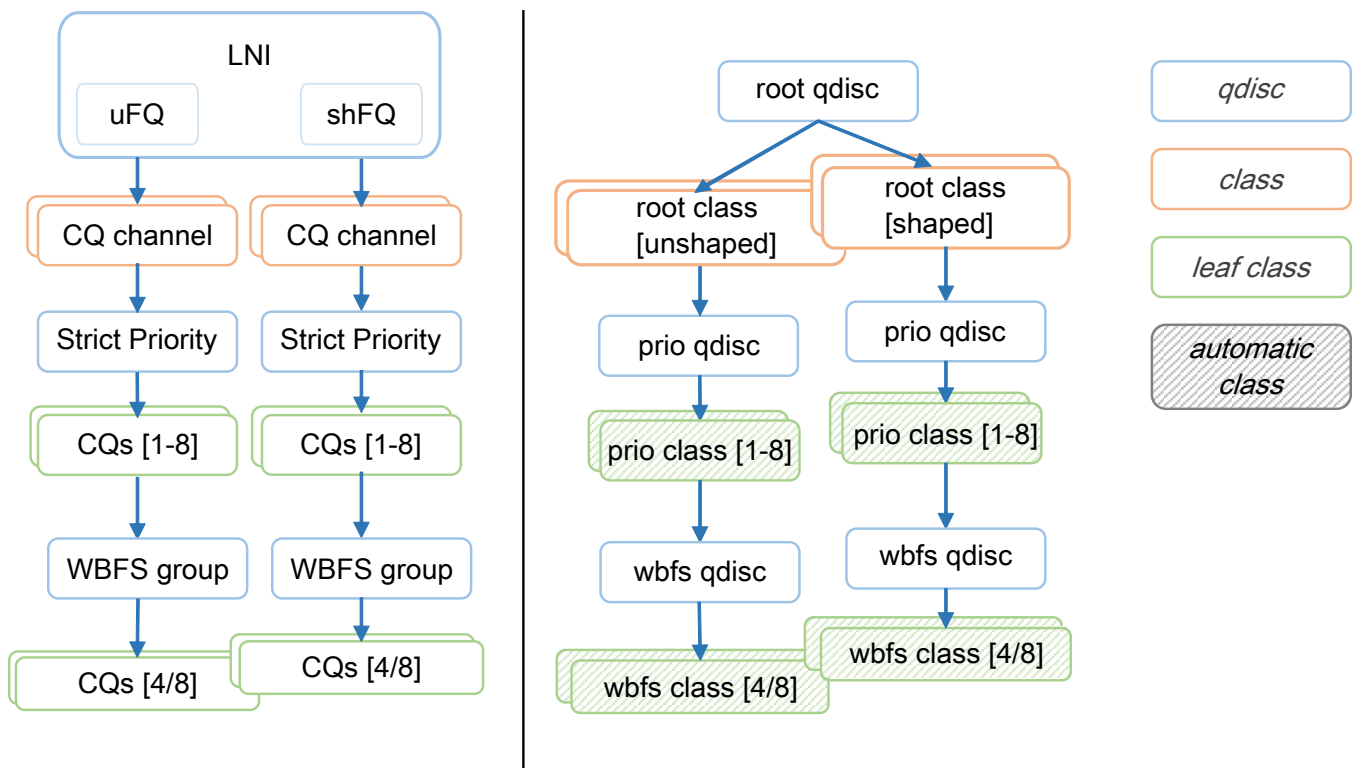 LNI
uFQ
shFQ
CQ channel
CQ channel
Strict Priority
Strict Priority
CQs [1-8]
CQs [1-8]
WBFS group
WBFS group
CQs [4/8]
CQs [4/8]
root qdisc
root class
[unshaped]
root class
[shaped]
prio qdisc
prio qdisc
prio class [1-8]
prio class [1-8]
wbfs qdisc
wbfs qdisc
wbfs class [4/8]
wbfs class [4/8]
qdisc
class
leaf class
automatic
class